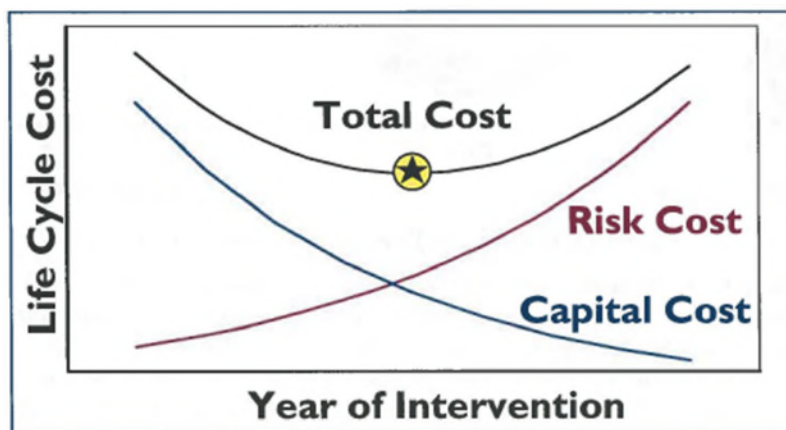 Life Cycle Cost
Total Cost
Risk Cost
Capital Cost
Year of Intervention